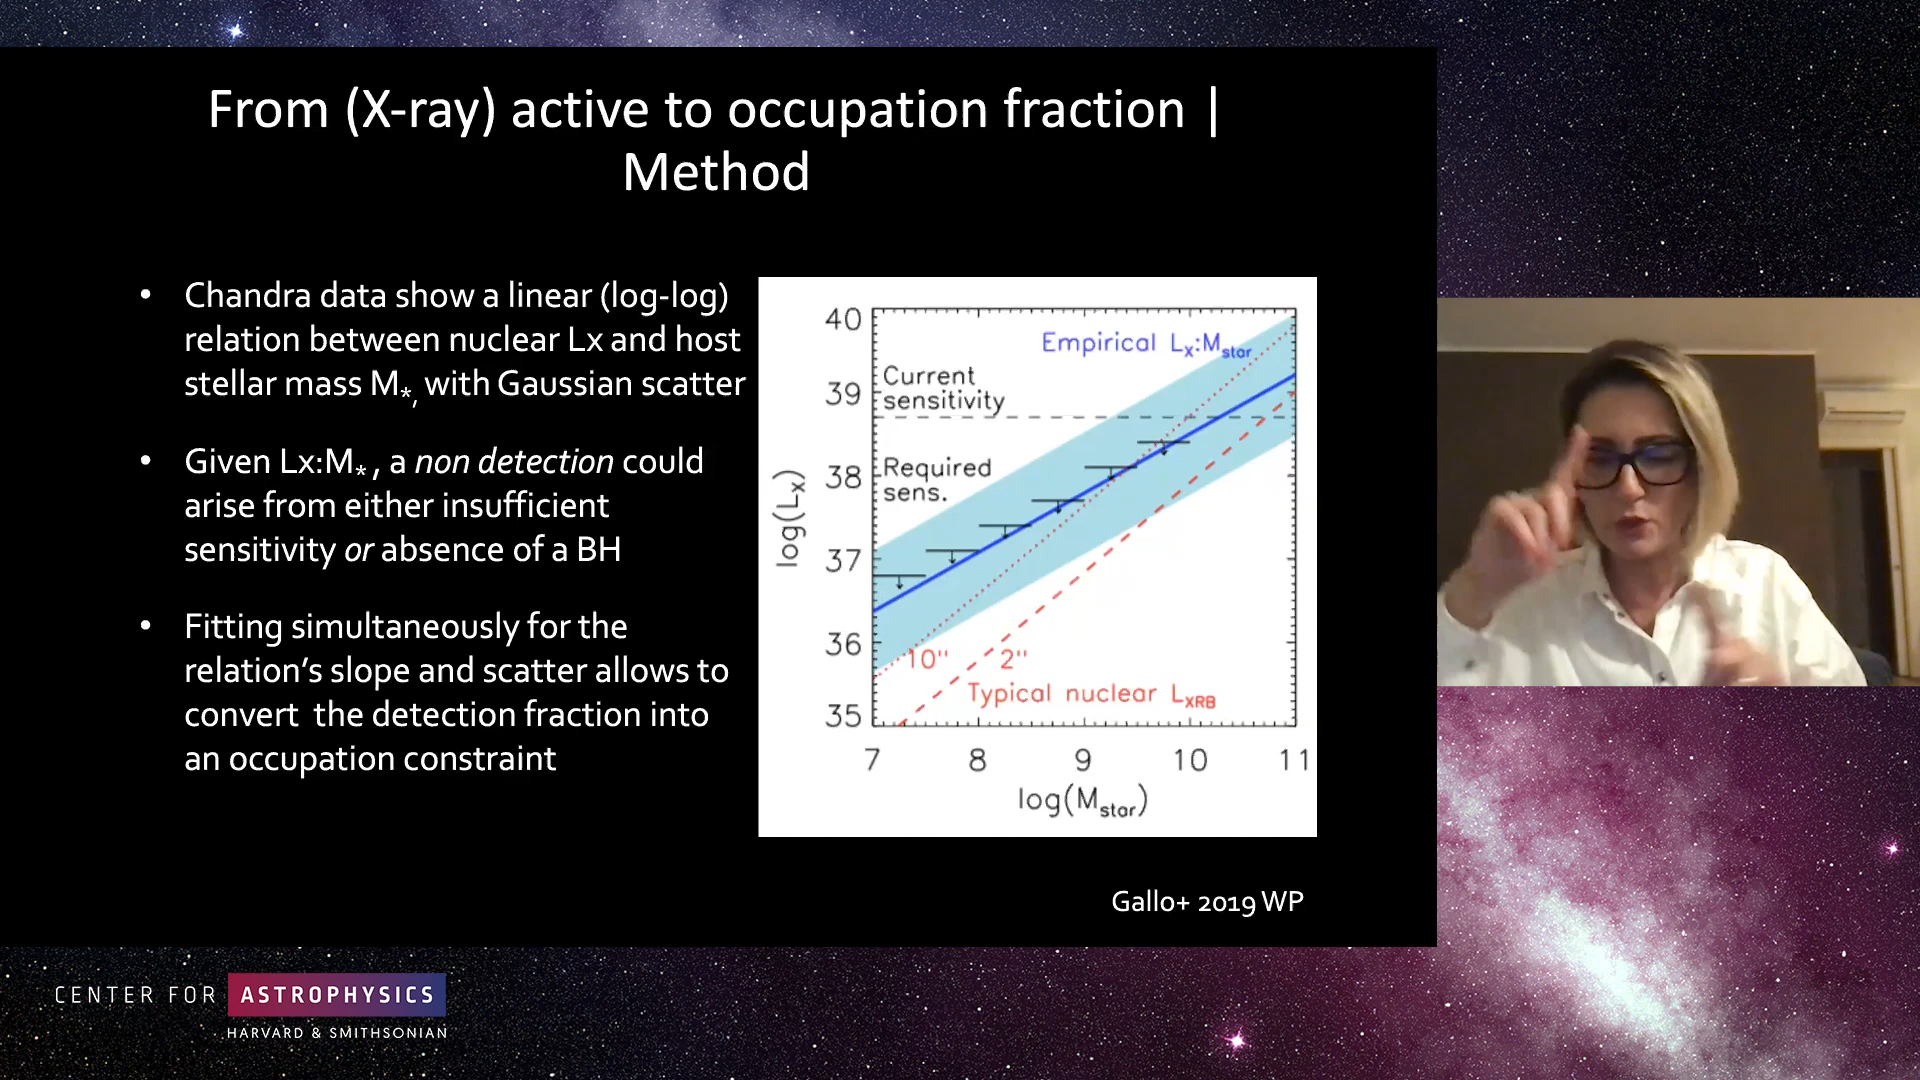 From (X-ray) active to occupation fraction |
Method
• Chandra data show a linear (log-log)
relation between nuclear Lx and host
stellar mass M*, with Gaussian scatter
• Given Lx:M*, a non detection could
arise from either insufficient
sensitivity or absence of a BH
• Fitting simultaneously for the
relation's slope and scatter allows to
convert the detection fraction into
an occupation constraint
40
39
38
37
36
35
log(Lx)
Empirical Lx:Mstar
Current
sensitivity
Required
sens.
10" 2"
Typical nuclear LXRB
7 8 9 10 11
log(Mstar)
Gallo+ 2019 WP
CENTER FOR ASTROPHYSICS
HARVARD & SMITHSONIAN